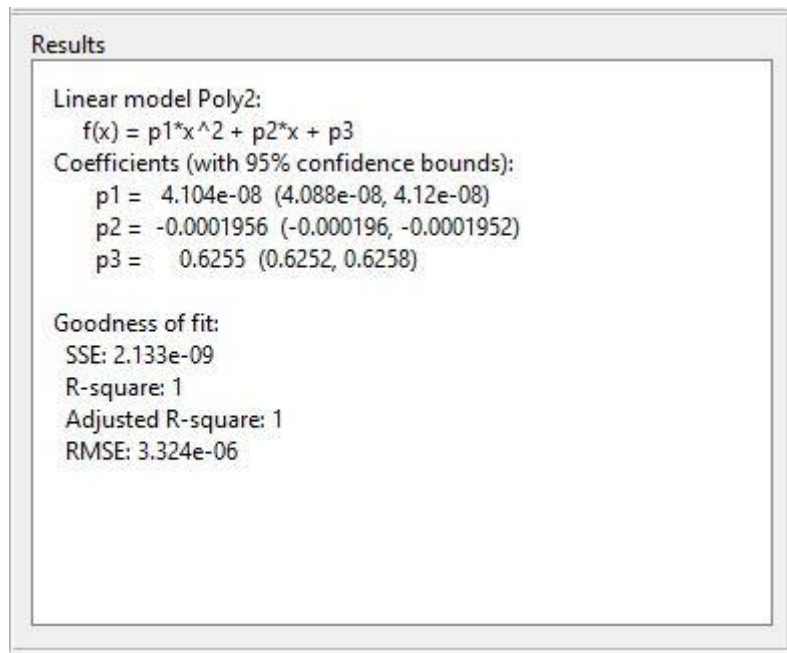 Results
Linear model Poly2:
f(x) = p1*x^2 + p2*x + p3
Coefficients (with 95% confidence bounds):
p1 = 4.104e-08 (4.088e-08, 4.12e-08)
p2 = -0.0001956 (-0.000196, -0.0001952)
p3 = 0.6255 (0.6252, 0.6258)
Goodness of fit:
SSE: 2.133e-09
R-square: 1
Adjusted R-square: 1
RMSE: 3.324e-06